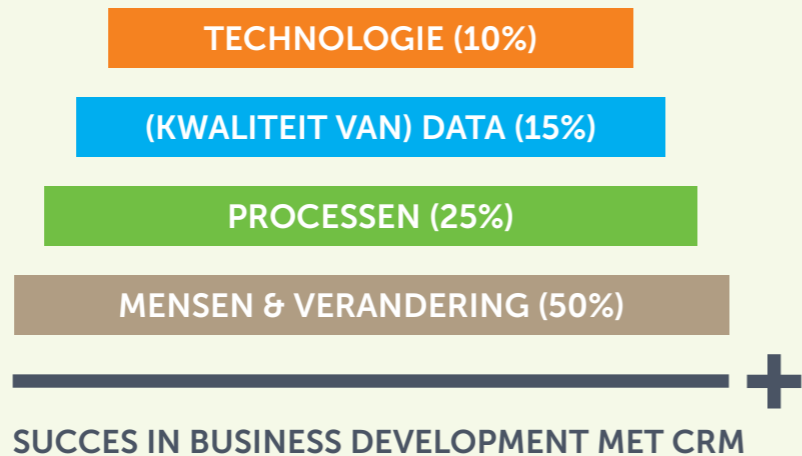 TECHNOLOGIE (10%)
(KWALITEIT VAN) DATA (15%)
PROCESSEN (25%)
MENSEN & VERANDERING (50%)
+
SUCCES IN BUSINESS DEVELOPMENT MET CRM